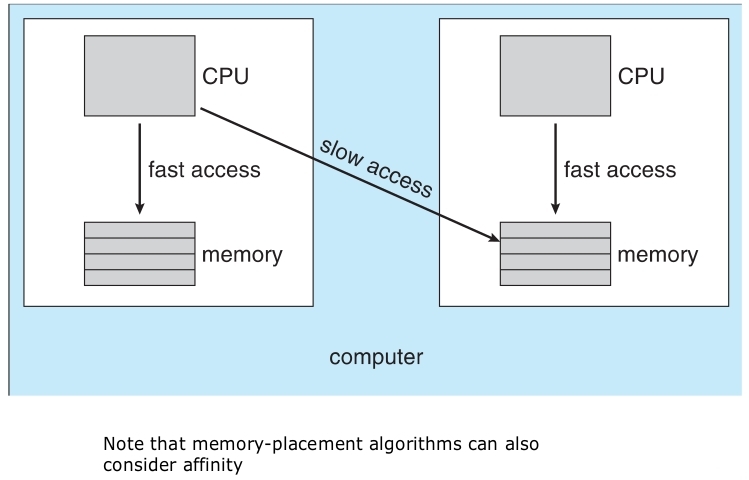 CPU
CPU
slow access
fast access
fast access
memory
memory
computer
Note that memory-placement algorithms can also
consider affinity